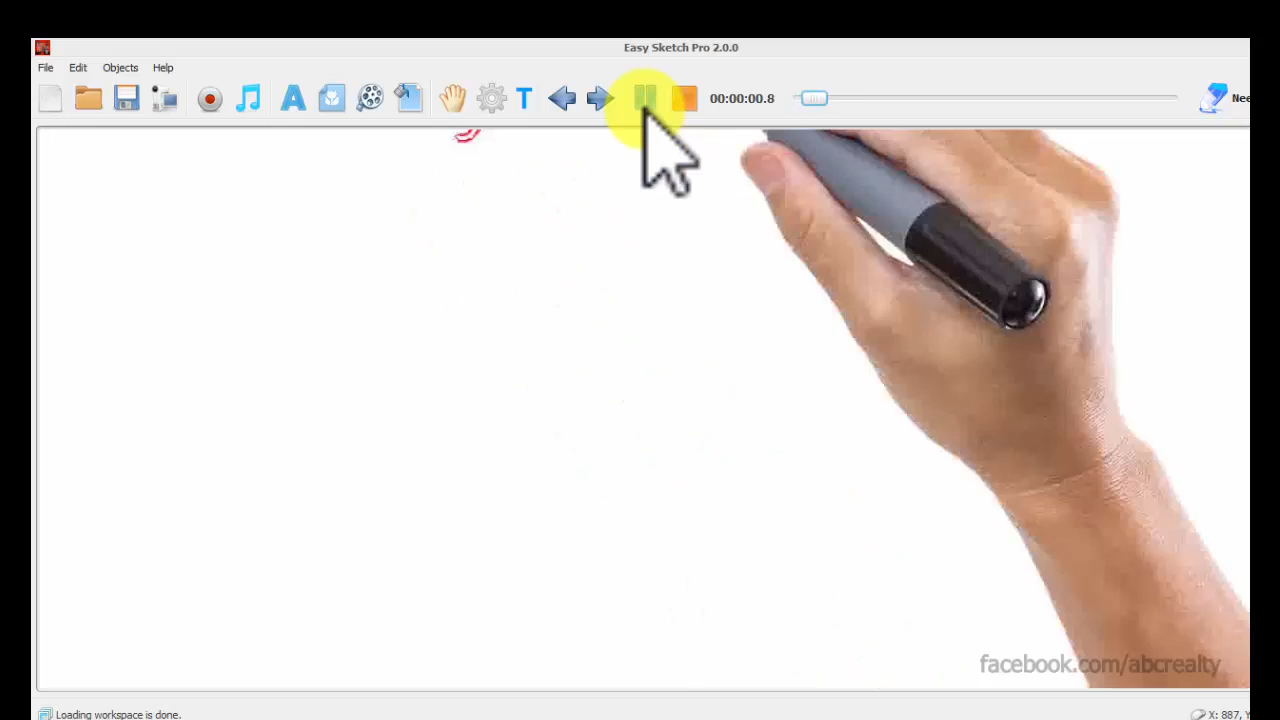 Easy Sketch Pro 2.0.0
File Edit Objects Help
A T 00:00:00.8
facebook.com/abcrealty
Loading workspace is done. X: 887,